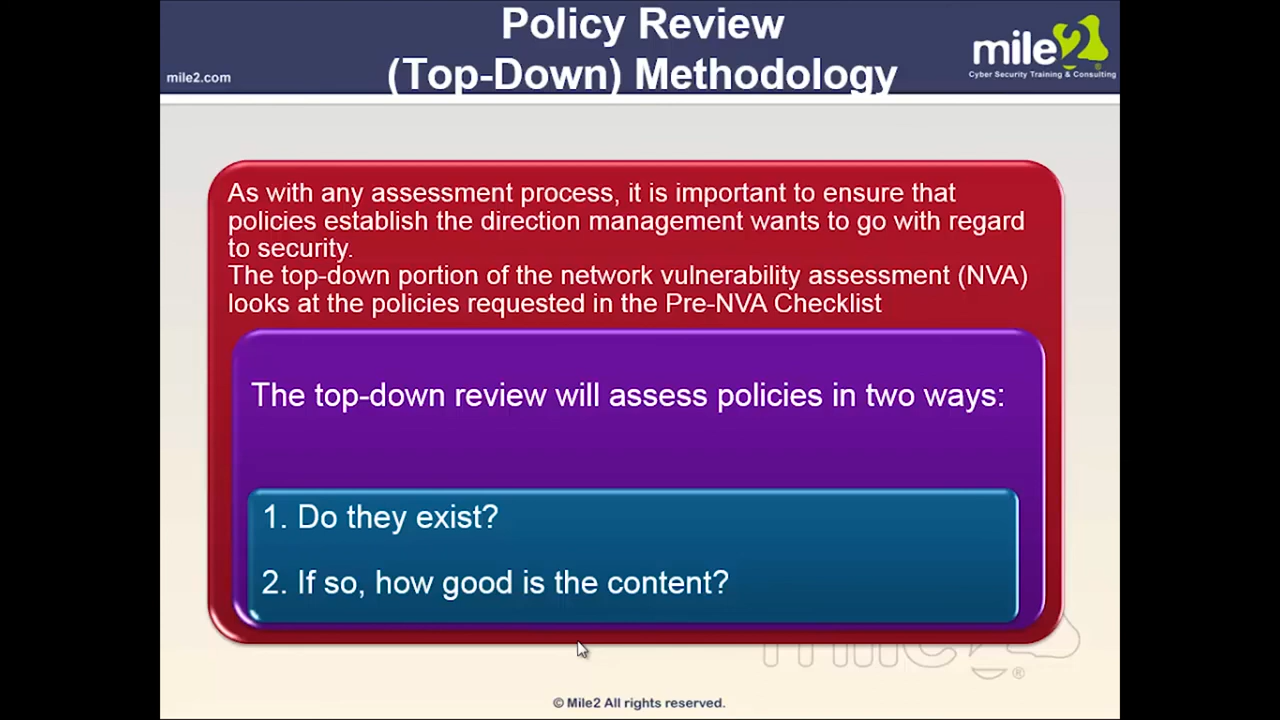 Policy Review
(Top-Down) Methodology
mile2.com
mile2
Cyber Security Training & Consulting
As with any assessment process, it is important to ensure that
policies establish the direction management wants to go with regard
to security.
The top-down portion of the network vulnerability assessment (NVA)
looks at the policies requested in the Pre-NVA Checklist
The top-down review will assess policies in two ways:
1. Do they exist?
2. If so, how good is the content?
mile2®
© Mile2 All rights reserved.